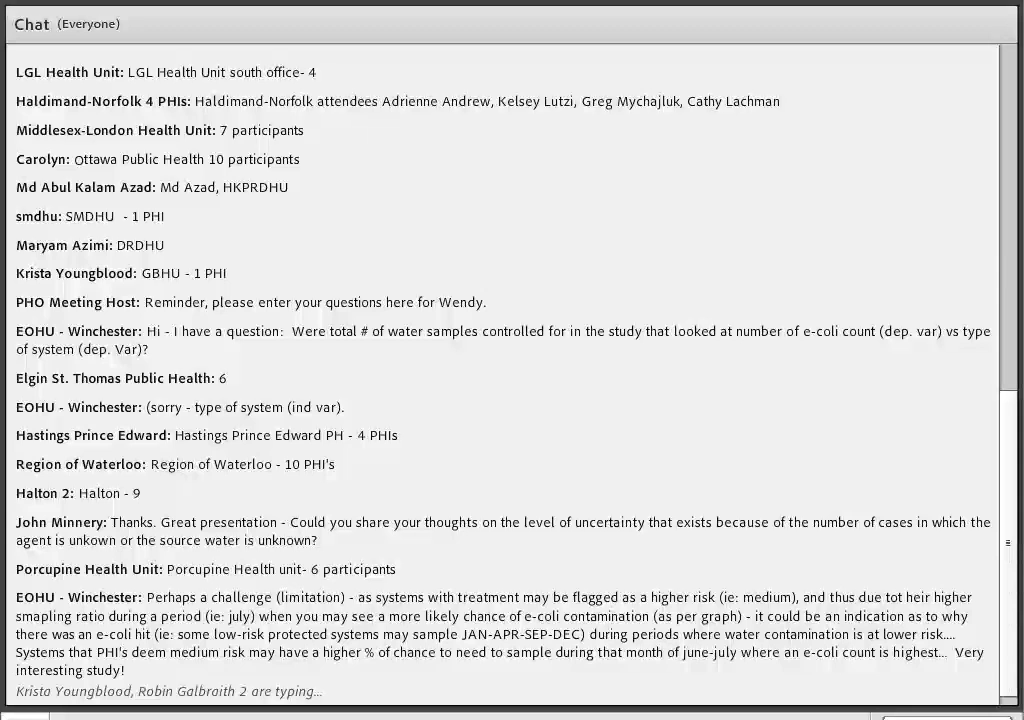 Chat (Everyone)
LGL Health Unit: LGL Health Unit south office- 4
Haldimand-Norfolk 4 PHIs: Haldimand-Norfolk attendees Adrienne Andrew, Kelsey Lutzi, Greg Mychajluk, Cathy Lachman
Middlesex-London Health Unit: 7 participants
Carolyn: Ottawa Public Health 10 participants
Md Abul Kalam Azad: Md Azad, HKPRDHU
smdhu: SMDHU  - 1 PHI
Maryam Azimi: DRDHU
Krista Youngblood: GBHU - 1 PHI
PHO Meeting Host: Reminder, please enter your questions here for Wendy.
EOHU - Winchester: Hi - I have a question:  Were total # of water samples controlled for in the study that looked at number of e-coli count (dep. var) vs type
of system (dep. Var)?
Elgin St. Thomas Public Health: 6
EOHU - Winchester: (sorry - type of system (ind var).
Hastings Prince Edward: Hastings Prince Edward PH - 4 PHIs
Region of Waterloo: Region of Waterloo - 10 PHI's
Halton 2: Halton - 9
John Minnery: Thanks. Great presentation - Could you share your thoughts on the level of uncertainty that exists because of the number of cases in which the
agent is unkown or the source water is unknown?
Porcupine Health Unit: Porcupine Health unit- 6 participants
EOHU - Winchester: Perhaps a challenge (limitation) - as systems with treatment may be flagged as a higher risk (ie: medium), and thus due tot heir higher
smapling ratio during a period (ie: july) when you may see a more likely chance of e-coli contamination (as per graph) - it could be an indication as to why
there was an e-coli hit (ie: some low-risk protected systems may sample JAN-APR-SEP-DEC) during periods where water contamination is at lower risk....
Systems that PHI's deem medium risk may have a higher % of chance to need to sample during that month of june-july where an e-coli count is highest...  Very
interesting study!
Krista Youngblood, Robin Galbraith 2 are typing...